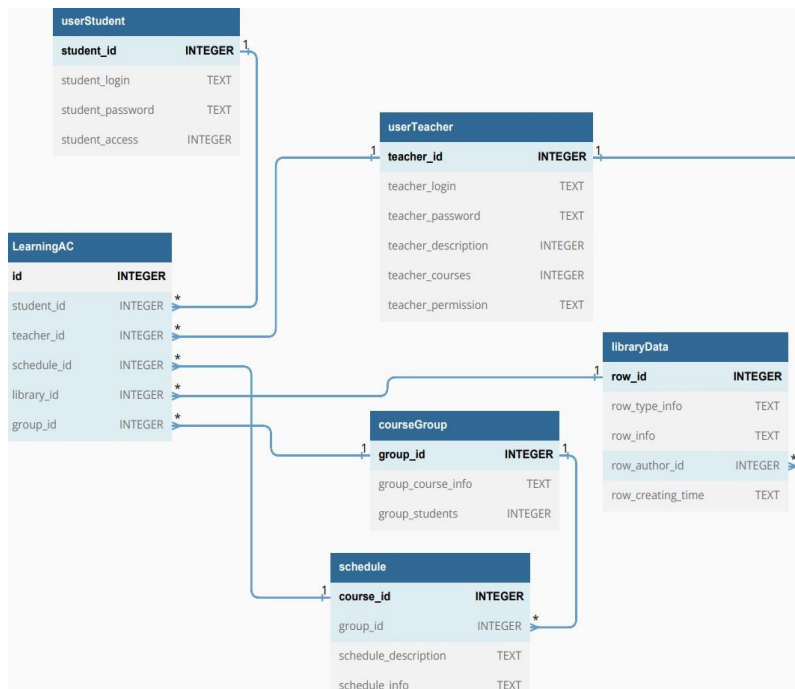 userStudent
student_id INTEGER 1
student_login TEXT
student_password TEXT
student_access INTEGER
userTeacher
1 teacher_id INTEGER 1
teacher_login TEXT
teacher_password TEXT
teacher_description INTEGER
teacher_courses INTEGER
teacher_permission TEXT
LearningAC
id INTEGER
student_id INTEGER *
teacher_id INTEGER *
schedule_id INTEGER *
library_id INTEGER *
group_id INTEGER *
libraryData
1 row_id INTEGER
row_type_info TEXT
row_info TEXT
row_author_id INTEGER *
row_creating_time TEXT
courseGroup
1 group_id INTEGER 1
group_course_info TEXT
group_students INTEGER
schedule
1 course_id INTEGER
group_id INTEGER *
schedule_description TEXT
schedule_info TEXT